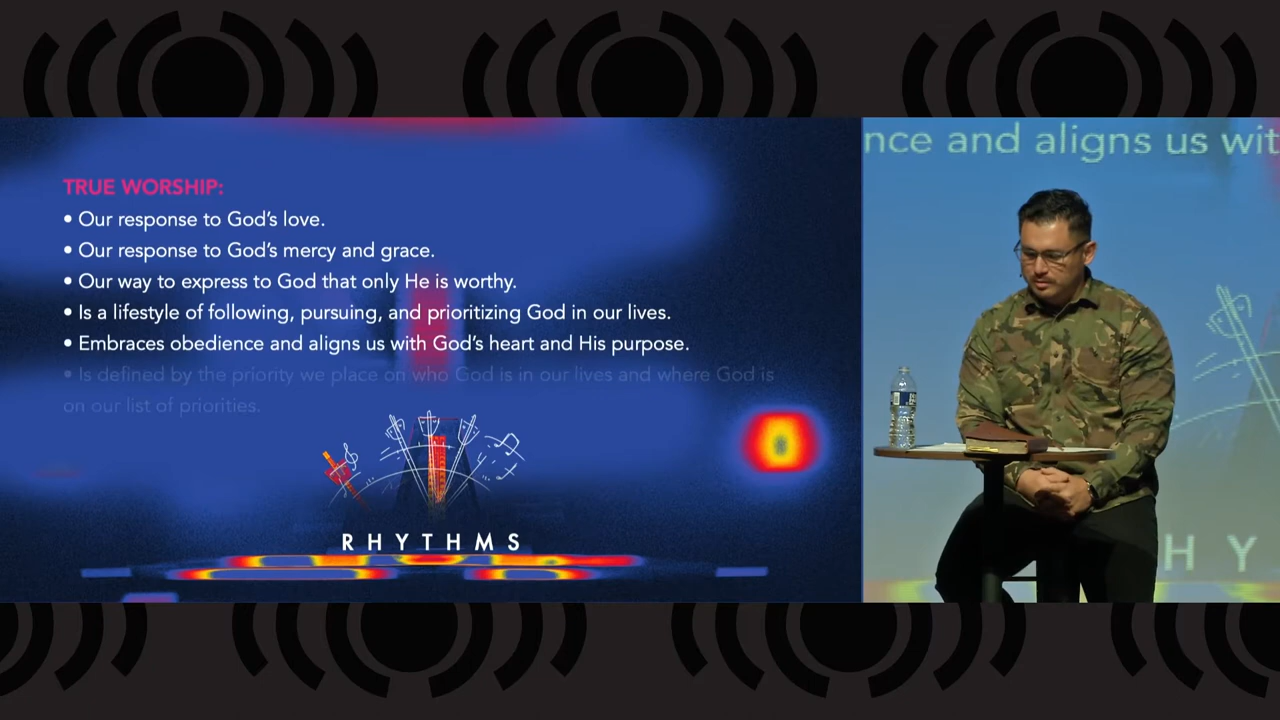 TRUE WORSHIP:
• Our response to God's love.
• Our response to God's mercy and grace.
• Our way to express to God that only He is worthy.
• Is a lifestyle of following, pursuing, and prioritizing God in our lives.
• Embraces obedience and aligns us with God's heart and His purpose.
• Is defined by the priority we place on who God is in our lives and where God is
on our list of priorities.
RHYTHMS
nce and aligns us wit
HY